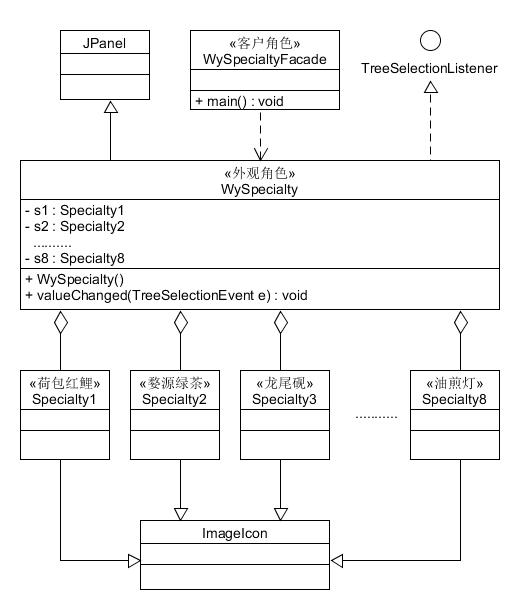 JPanel
«客户角色»
WySpecialtyFacade
+ main() : void
TreeSelectionListener
«外观角色»
WySpecialty
- s1 : Specialty1
- s2 : Specialty2
..........
- s8 : Specialty8
+ WySpecialty()
+ valueChanged(TreeSelectionEvent e) : void
«荷包红鲤»
Specialty1
«婺源绿茶»
Specialty2
«龙尾砚»
Specialty3
...........
«油煎灯»
Specialty8
ImageIcon